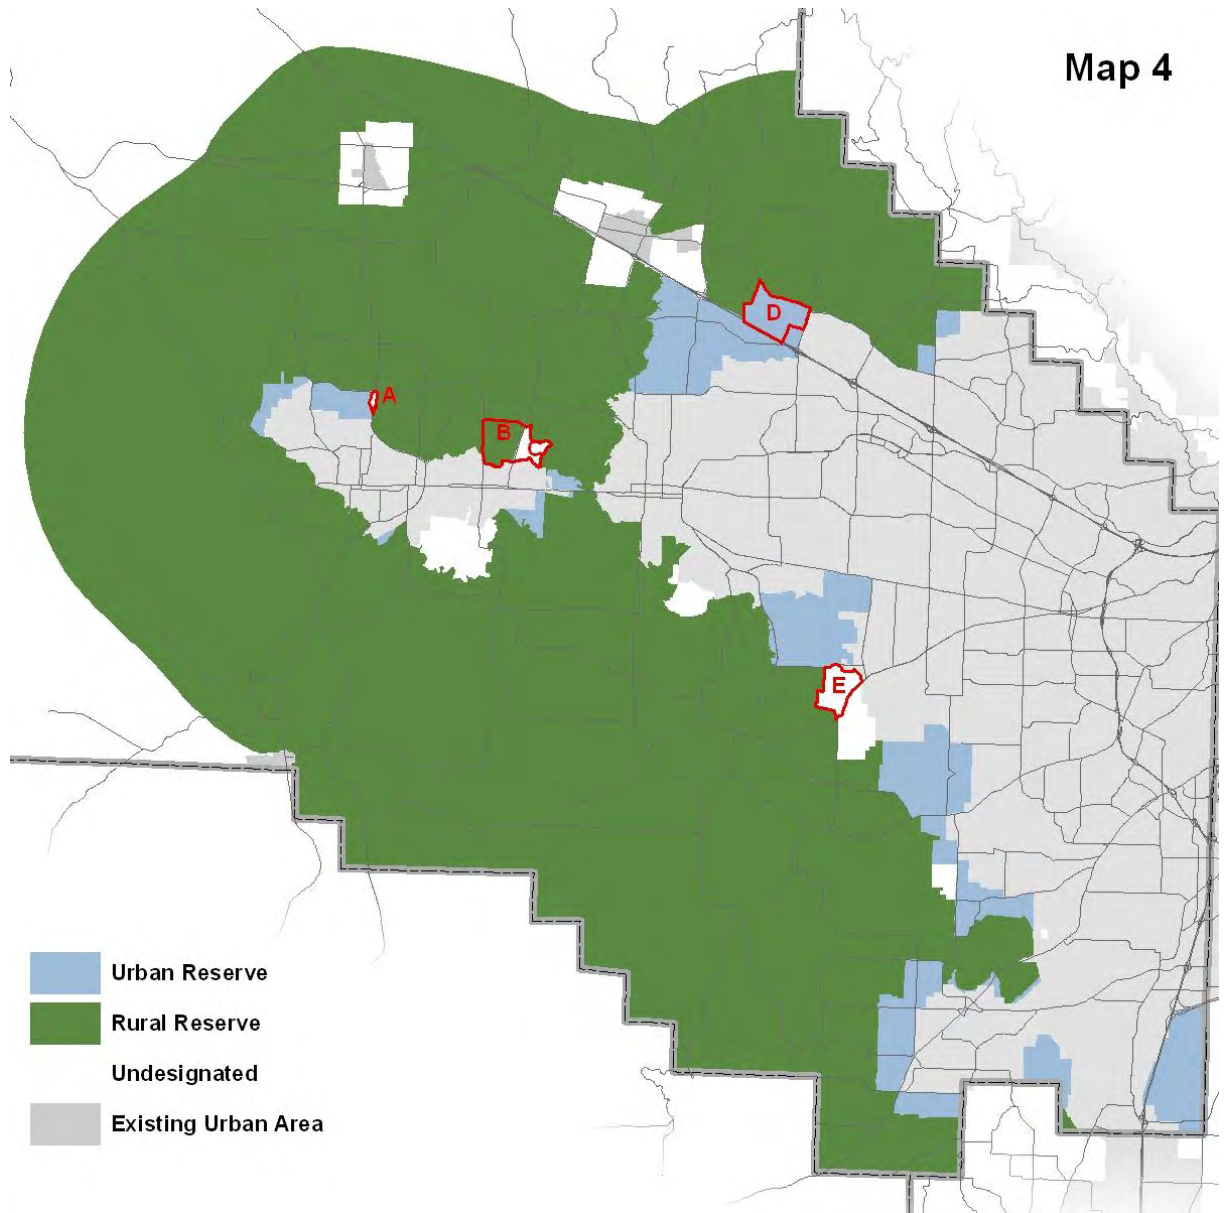 Map 4
D
A
B
C
E
Urban Reserve
Rural Reserve
Undesignated
Existing Urban Area